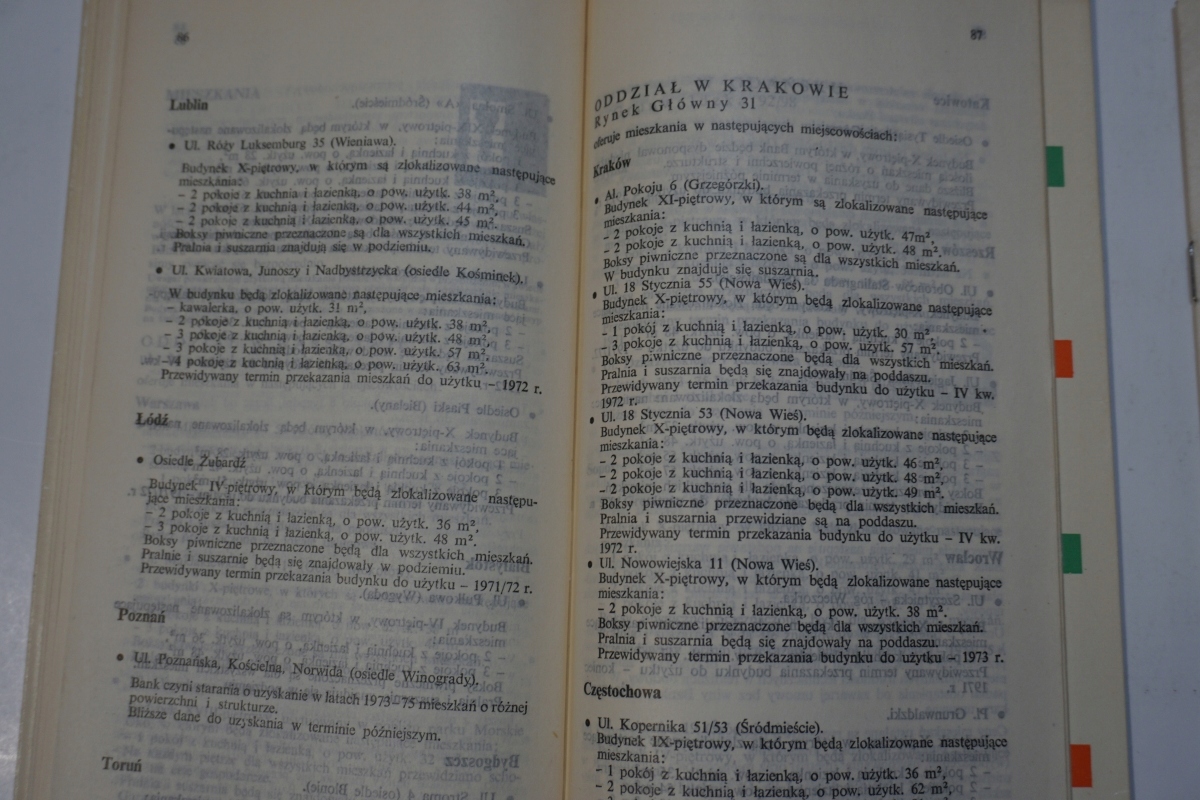 86
Lublin
• Ul. Róży Luksemburg 35 (Wieniawa).
Budynek X-piętrowy, w którym są zlokalizowane następujące
mieszkania:
– 2 pokoje z kuchnia i łazienką, o pow. użytk. 38 m²,
– 2 pokoje z kuchnią i łazienką, o pow. użytk. 44 m²,
– 2 pokoje z kuchnią i łazienką, o pow. użytk. 45 m².
Boksy piwniczne przeznaczone są dla wszystkich mieszkań.
Pralnia i suszarnia znajdują się w podziemiu.
• Ul. Kwiatowa, Junoszy i Nadbystrzycka (osiedle Kośminek).
W budynku będą zlokalizowane następujące mieszkania:
– kawalerka, o pow. użytk. 31 m²,
– 2 pokoje z kuchnią i łazienką, o pow. użytk. 38 m²,
– 3 pokoje z kuchnią i łazienką, o pow. użytk. 48 m²,
– 3 pokoje z kuchnią i łazienką, o pow. użytk. 57 m²,
– 4 pokoje z kuchnią i łazienką, o pow. użytk. 63 m².
Przewidywany termin przekazania mieszkań do użytku – 1972 r.
Łódź
• Osiedle Żubardź
Budynek IV-piętrowy, w którym będą zlokalizowane następu-
jące mieszkania:
– 2 pokoje z kuchnią i łazienką, o pow. użytk. 36 m²,
– 3 pokoje z kuchnią i łazienką, o pow. użytk. 48 m².
Boksy piwniczne przeznaczone będą dla wszystkich mieszkań.
Pralnie i suszarnie będą się znajdowały w podziemiu.
Przewidywany termin przekazania budynku do użytku – 1971/72 r.
Poznań
• Ul. Poznańska, Kościelna, Norwida (osiedle Winogrady).
Bank czyni starania o uzyskanie w latach 1973–75 mieszkań o różnej
powierzchni i strukturze.
Bliższe dane do uzyskania w terminie późniejszym.
Toruń
87
ODDZIAŁ W KRAKOWIE
Rynek Główny 31
oferuje mieszkania w następujących miejscowościach:
Kraków
• Al. Pokoju 6 (Grzegórzki).
Budynek XI-piętrowy, w którym są zlokalizowane następujące
mieszkania:
– 2 pokoje z kuchnią i łazienką, o pow. użytk. 47m²,
– 2 pokoje z kuchnią i łazienką, o pow. użytk. 48 m².
Boksy piwniczne przeznaczone są dla wszystkich mieszkań.
W budynku znajduje się suszarnia.
• Ul. 18 Stycznia 55 (Nowa Wieś).
Budynek X-piętrowy, w którym będą zlokalizowane następujące
mieszkania:
– 1 pokój z kuchnią i łazienką, o pow. użytk. 30 m²,
– 3 pokoje z kuchnią i łazienką, o pow. użytk. 57 m².
Boksy piwniczne przeznaczone będą dla wszystkich mieszkań.
Pralnia i suszarnia będą się znajdowały na poddaszu.
Przewidywany termin przekazania budynku do użytku – IV kw.
1972 r.
• Ul. 18 Stycznia 53 (Nowa Wieś).
Budynek X-piętrowy, w którym będą zlokalizowane następujące
mieszkania:
– 2 pokoje z kuchnią i łazienką, o pow. użytk. 46 m²,
– 2 pokoje z kuchnią i łazienką, o pow. użytk. 48 m²,
– 2 pokoje z kuchnią i łazienką, o pow. użytk. 49 m².
Boksy piwniczne przeznaczone będą dla wszystkich mieszkań.
Pralnia i suszarnia przewidziane są na poddaszu.
Przewidywany termin przekazania budynku do użytku – IV kw.
1972 r.
• Ul. Nowowiejska 11 (Nowa Wieś).
Budynek X-piętrowy, w którym będą zlokalizowane następujące
mieszkania:
– 2 pokoje z kuchnią i łazienką, o pow. użytk. 38 m².
Boksy piwniczne przeznaczone będą dla wszystkich mieszkań.
Pralnia i suszarnia będą się znajdowały na poddaszu.
Przewidywany termin przekazania budynku do użytku – 1973 r.
Częstochowa
• Ul. Kopernika 51/53 (Śródmieście).
Budynek IX-piętrowy, w którym będą zlokalizowane następujące
mieszkania:
– 1 pokój z kuchnią i łazienką, o pow. użytk. 36 m²,
– 2 pokoje z kuchnią i łazienką, o pow. użytk. 62 m²,